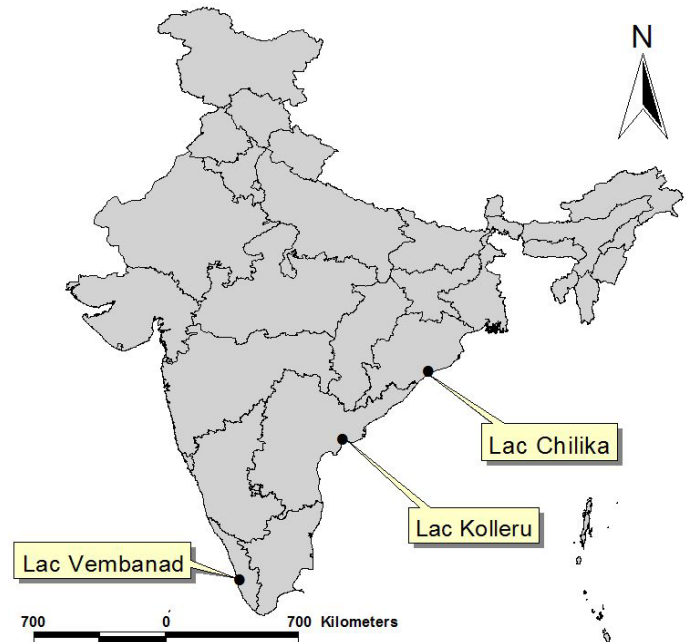 N
Lac Chilika
Lac Kolleru
Lac Vembanad
700 0 700 Kilometers